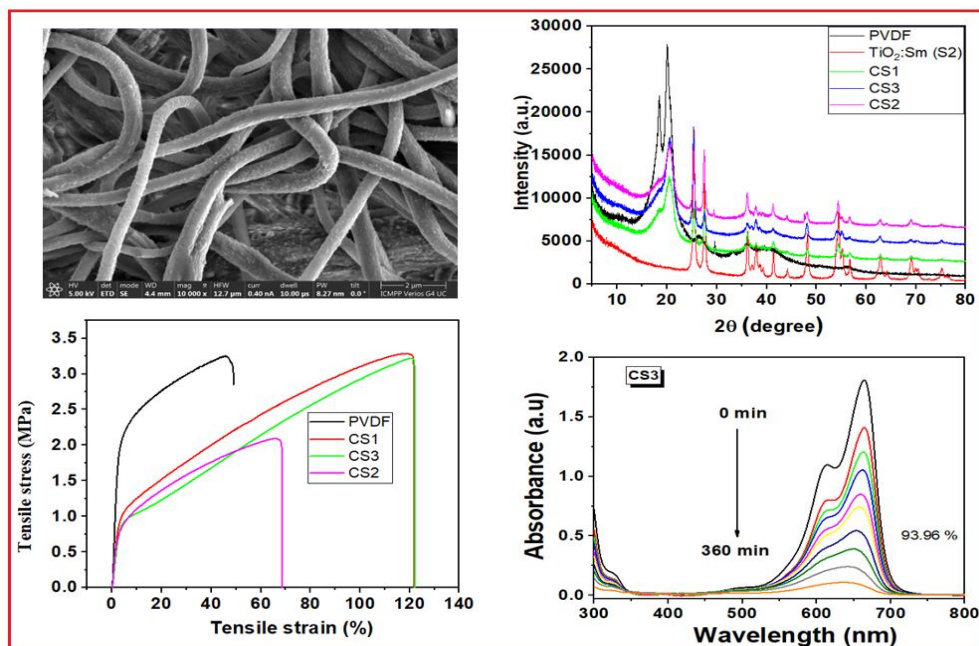 HV
det
mode
WD
mag
HFW
curr
dwell
PW
tilt
5.00 kV
ETD
SE
4.4 mm
10 000 x
12.7 µm
0.40 nA
10.00 µs
8.27 nm
0.0 °
2 µm
ICMPP Verios G4 UC
30000
25000
20000
15000
10000
5000
0
Intensity (a.u.)
PVDF
TiO₂:Sm (S2)
CS1
CS3
CS2
10
20
30
40
50
60
70
80
2θ (degree)
3.5
3.0
2.5
2.0
1.5
1.0
0.5
0.0
Tensile stress (MPa)
PVDF
CS1
CS3
CS2
0
20
40
60
80
100
120
140
Tensile strain (%)
2.0
1.5
1.0
0.5
0.0
Absorbance (a.u)
CS3
0 min
360 min
93.96 %
300
400
500
600
700
800
Wavelength (nm)